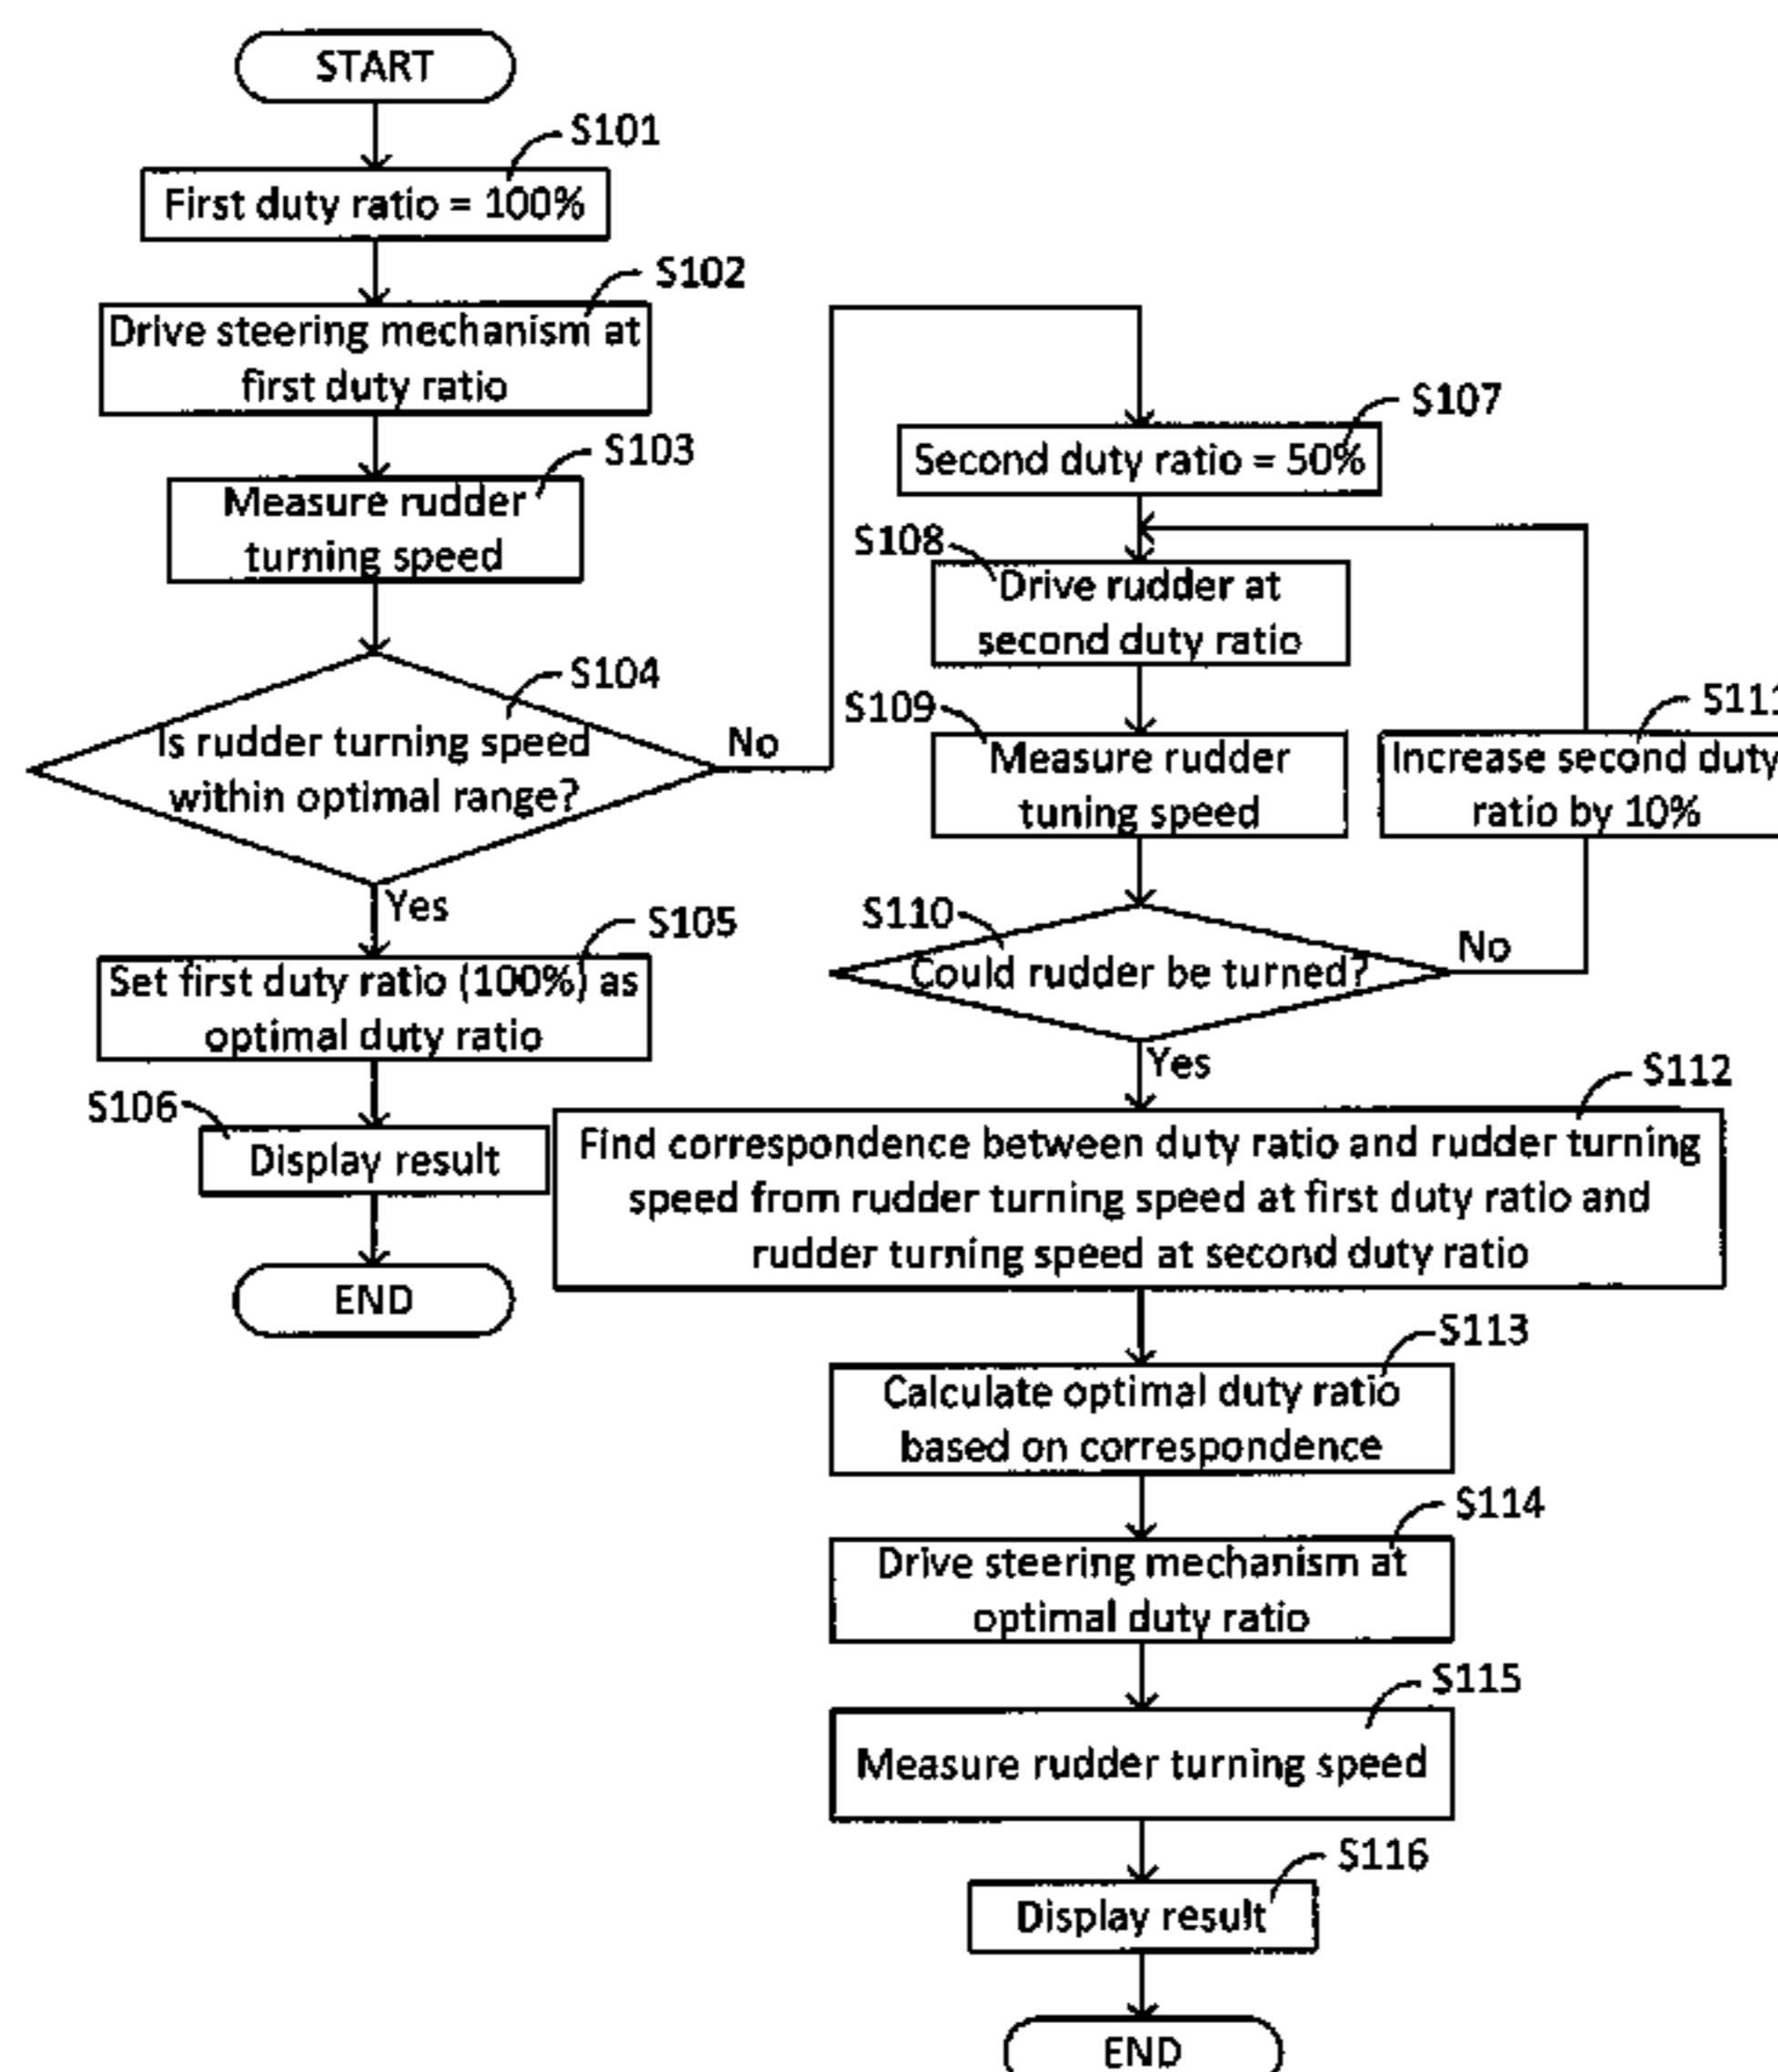 START
S101
First duty ratio = 100%
S102
Drive steering mechanism at
first duty ratio
S103
Measure rudder
turning speed
S104
Is rudder turning speed
within optimal range?
No
Yes
S105
Set first duty ratio (100%) as
optimal duty ratio
S106
Display result
END
S107
Second duty ratio = 50%
S108
Drive rudder at
second duty ratio
S109
Measure rudder
tuning speed
S110
Could rudder be turned?
No
S111
Increase second duty
ratio by 10%
Yes
S112
Find correspondence between duty ratio and rudder turning
speed from rudder turning speed at first duty ratio and
rudder turning speed at second duty ratio
S113
Calculate optimal duty ratio
based on correspondence
S114
Drive steering mechanism at
optimal duty ratio
S115
Measure rudder turning speed
S116
Display result
END